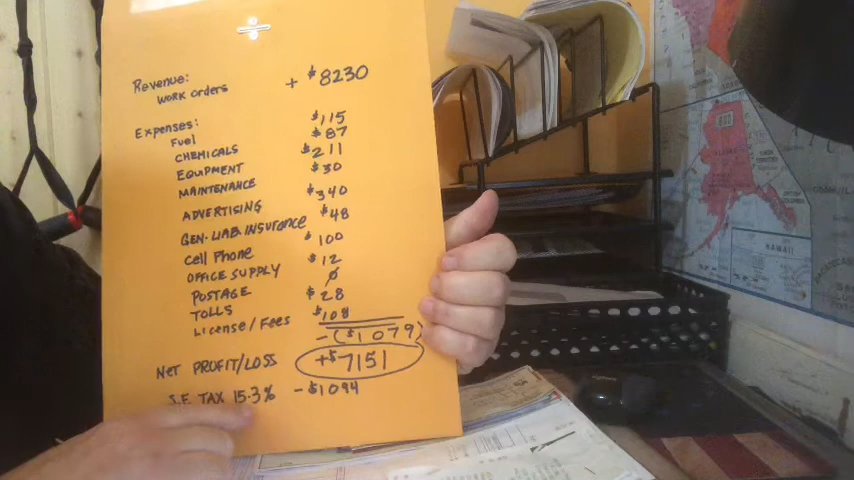 Revenue:
WORK orders + $8230
Expenses:
Fuel $115
CHEMICALS $87
EQUIPMENT $211
MAINTENANCE $30
ADVERTISING $340
GEN. LIAB. INSURANCE $48
Cell Phone $100
OFFICE SUPPLY $12
POSTAGE 0
TOLLS $28
License/Fees $108
- ($1079)
NET PROFIT/LOSS +$7151
S.E TAX 15.3% - $1094
HAWAII